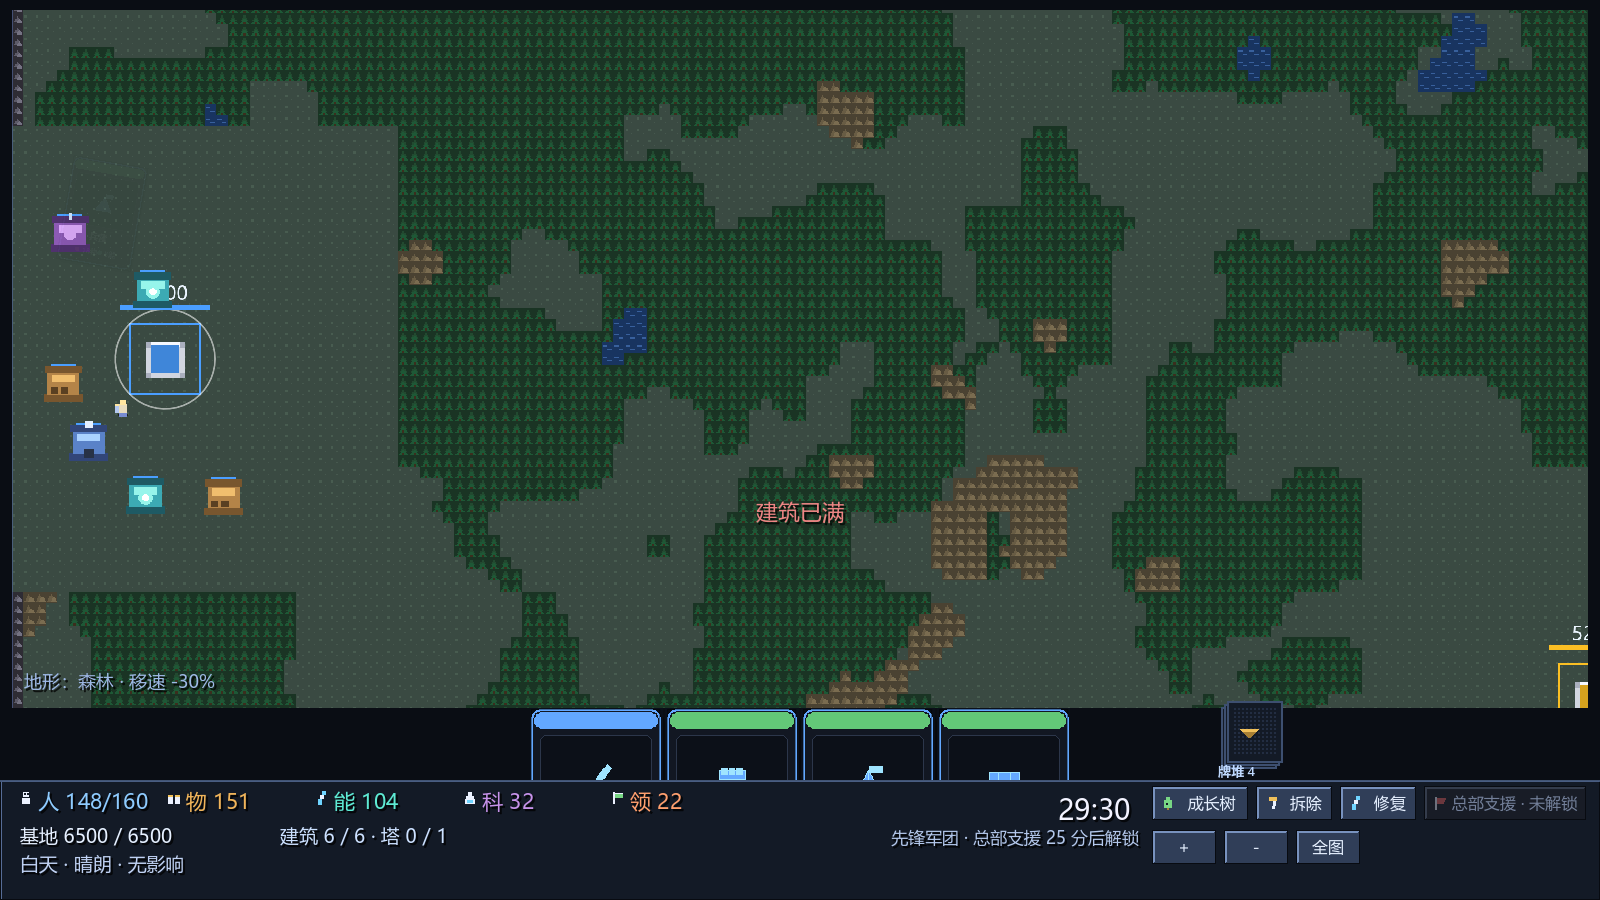 00
建筑已满
52
地形：森林 · 移速 -30%
牌堆 4
人 148/160
物 151
能 104
科 32
领 22
29:30
成长树
拆除
修复
总部支援 · 未解锁
基地 6500 / 6500
建筑 6 / 6 · 塔 0 / 1
先锋军团 · 总部支援 25 分后解锁
+
-
全图
白天 · 晴朗 · 无影响